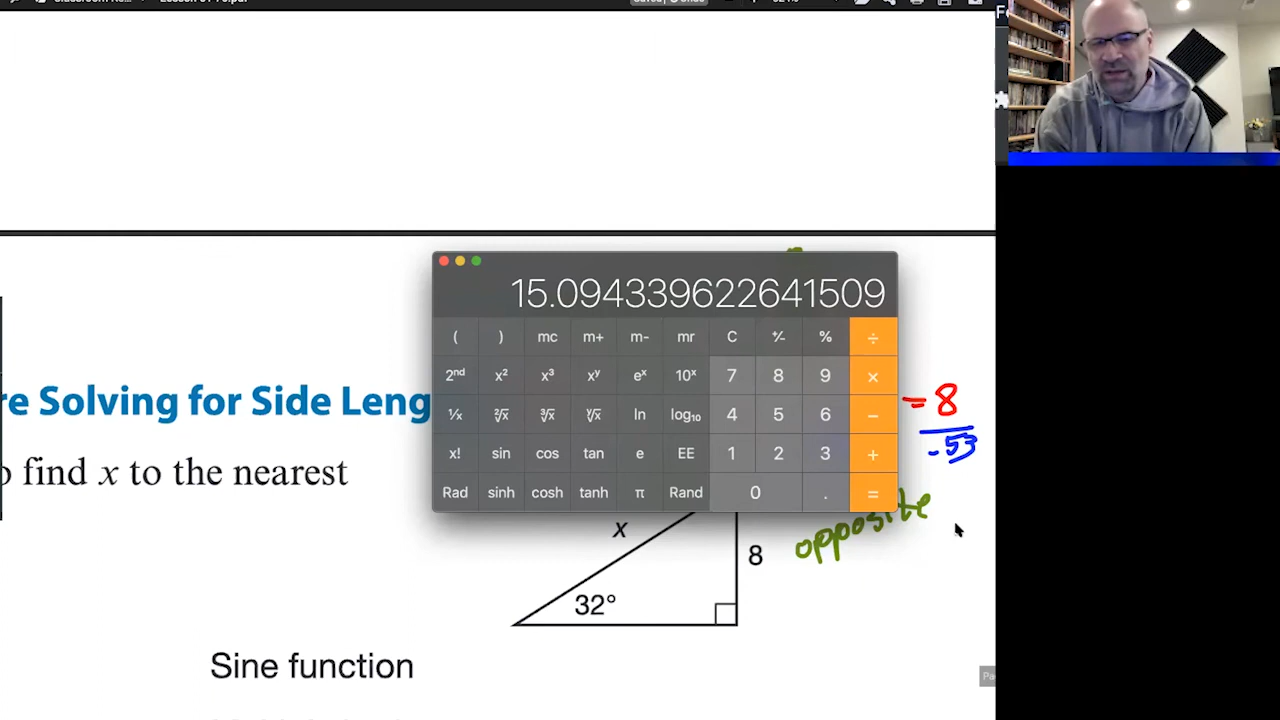 15.094339622641509
( ) mc m+ m- mr C ⁺∕₋ % ÷
2ⁿᵈ x² x³ xʸ eˣ 10ˣ 7 8 9 ×
¹∕x ²√x ³√x ʸ√x ln log₁₀ 4 5 6 −
x! sin cos tan e EE 1 2 3 +
Rad sinh cosh tanh π Rand 0 . =
re Solving for Side Leng
= 8
.53
o find x to the nearest
opposite
x
8
32°
Sine function